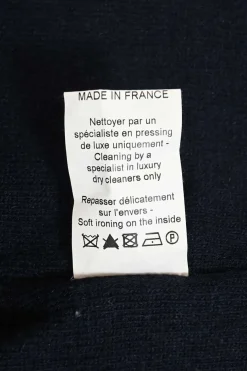 MADE IN FRANCE
Nettoyer par un
spécialiste en pressing
de luxe uniquement -
Cleaning by a
specialist in luxury
dry cleaners only
Repasser délicatement
sur l'envers -
Soft ironing on the inside
P